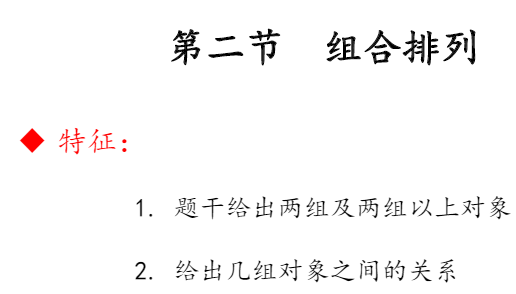 第二节 组合排列
◆ 特征：
1. 题干给出两组及两组以上对象
2. 给出几组对象之间的关系